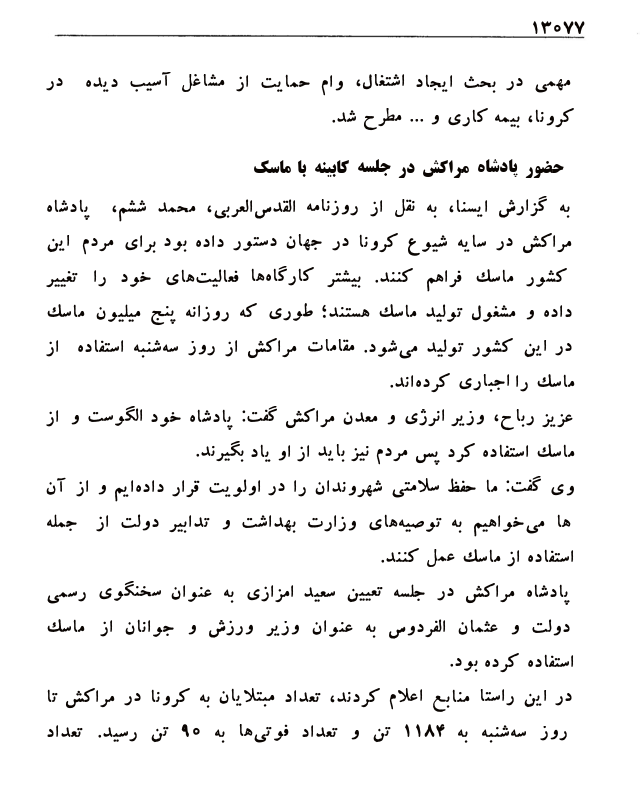 ۱۳۰۷۷
مهمی در بحث ایجاد اشتغال، وام حمایت از مشاغل آسیب دیده در
کرونا، بیمه کاری و ... مطرح شد.
حضور پادشاه مراکش در جلسه کابینه با ماسک
به گزارش ایسنا، به نقل از روزنامه القدس‌العربی، محمد ششم، پادشاه
مراکش در سایه شیوع کرونا در جهان دستور داده بود برای مردم این
کشور ماسك فراهم کنند. بیشتر کارگاه‌ها فعالیت‌های خود را تغییر
داده و مشغول تولید ماسك هستند؛ طوری که روزانه پنج میلیون ماسك
در این کشور تولید می‌شود. مقامات مراکش از روز سه‌شنبه استفاده از
ماسك را اجباری کرده‌اند.
عزیز رباح، وزیر انرژی و معدن مراکش گفت: پادشاه خود الگوست و از
ماسك استفاده کرد پس مردم نیز باید از او یاد بگیرند.
وی گفت: ما حفظ سلامتی شهروندان را در اولویت قرار داده‌ایم و از آن
ها می‌خواهیم به توصیه‌های وزارت بهداشت و تدابیر دولت از جمله
استفاده از ماسك عمل کنند.
پادشاه مراکش در جلسه تعیین سعید امزازی به عنوان سخنگوی رسمی
دولت و عثمان الفردوس به عنوان وزیر ورزش و جوانان از ماسك
استفاده کرده بود.
در این راستا منابع اعلام کردند، تعداد مبتلایان به کرونا در مراکش تا
روز سه‌شنبه به ۱۱۸۴ تن و تعداد فوتی‌ها به ۹۰ تن رسید. تعداد